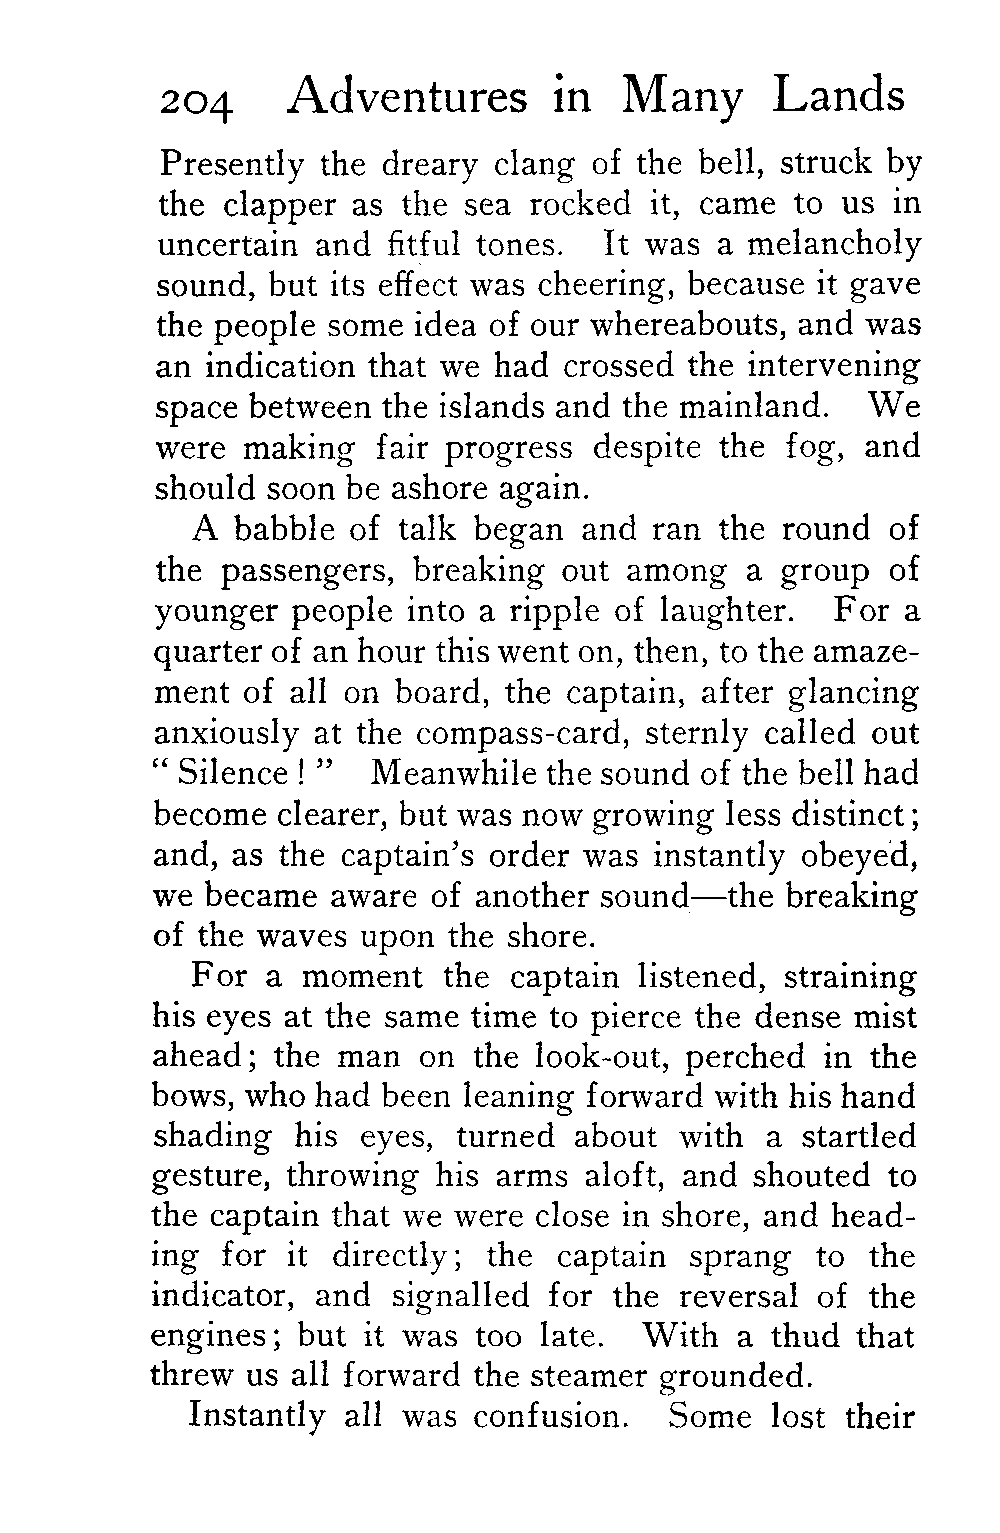 204 Adventures in Many Lands
Presently the dreary clang of the bell, struck by
the clapper as the sea rocked it, came to us in
uncertain and fitful tones. It was a melancholy
sound, but its effect was cheering, because it gave
the people some idea of our whereabouts, and was
an indication that we had crossed the intervening
space between the islands and the mainland. We
were making fair progress despite the fog, and
should soon be ashore again.
A babble of talk began and ran the round of
the passengers, breaking out among a group of
younger people into a ripple of laughter. For a
quarter of an hour this went on, then, to the amaze-
ment of all on board, the captain, after glancing
anxiously at the compass-card, sternly called out
“ Silence ! ” Meanwhile the sound of the bell had
become clearer, but was now growing less distinct ;
and, as the captain’s order was instantly obeyed,
we became aware of another sound—the breaking
of the waves upon the shore.
For a moment the captain listened, straining
his eyes at the same time to pierce the dense mist
ahead ; the man on the look-out, perched in the
bows, who had been leaning forward with his hand
shading his eyes, turned about with a startled
gesture, throwing his arms aloft, and shouted to
the captain that we were close in shore, and head-
ing for it directly ; the captain sprang to the
indicator, and signalled for the reversal of the
engines ; but it was too late. With a thud that
threw us all forward the steamer grounded.
Instantly all was confusion. Some lost their